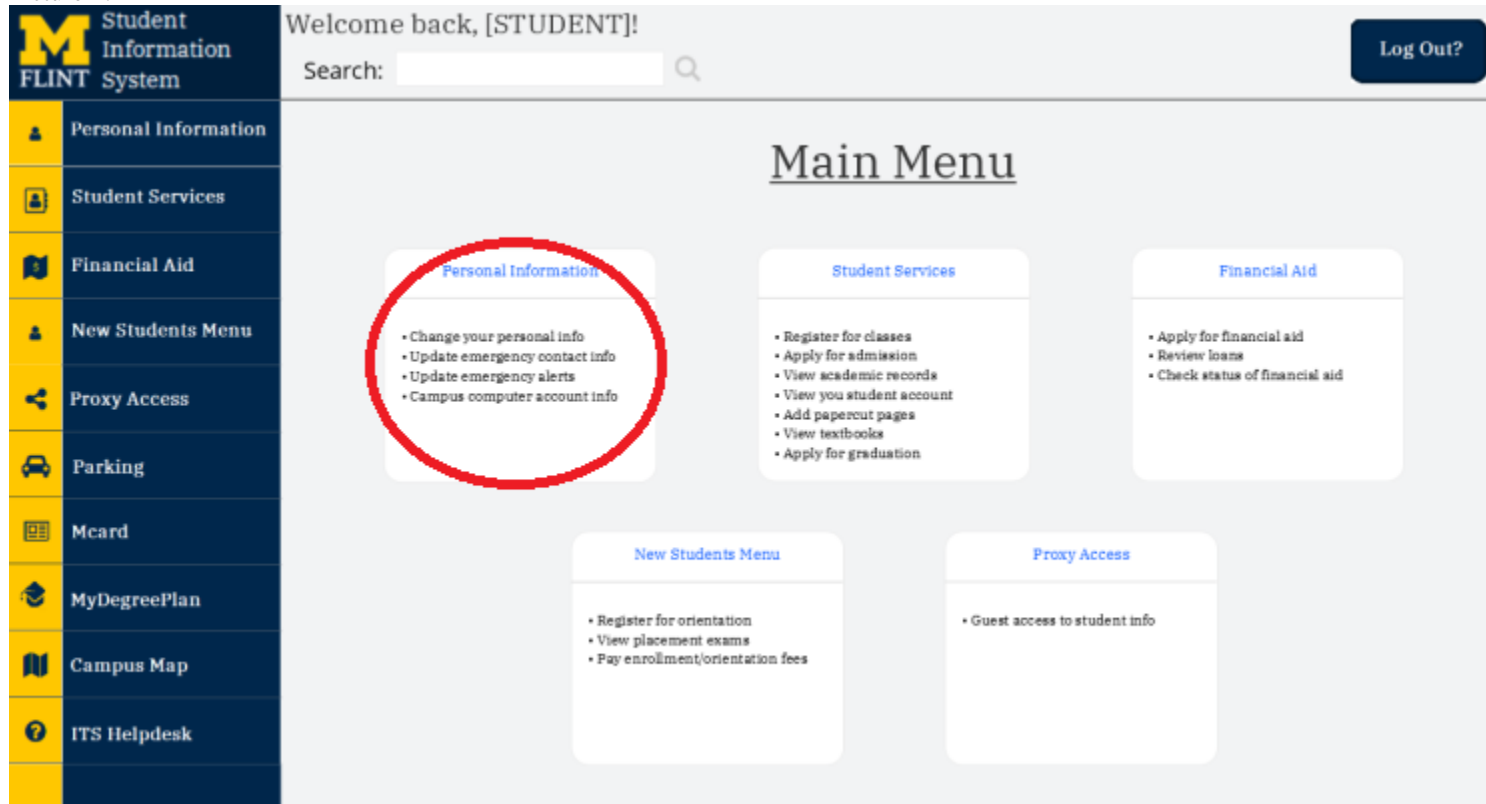 Student
Information
FLINT System
Welcome back, [STUDENT]!
Search:
Log Out?
Personal Information
Student Services
Financial Aid
New Students Menu
Proxy Access
Parking
Mcard
MyDegreePlan
Campus Map
ITS Helpdesk
Main Menu
Personal Information
• Change your personal info
• Update emergency contact info
• Update emergency alerts
• Campus computer account info
Student Services
• Register for classes
• Apply for admission
• View academic records
• View you student account
• Add papercut pages
• View textbooks
• Apply for graduation
Financial Aid
• Apply for financial aid
• Review loans
• Check status of financial aid
New Students Menu
• Register for orientation
• View placement exams
• Pay enrollment/orientation fees
Proxy Access
• Guest access to student info